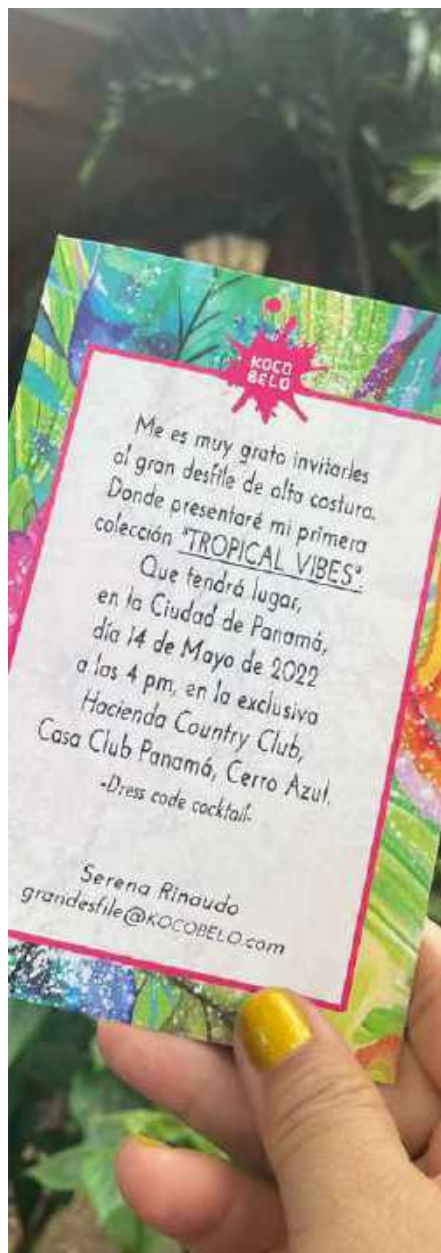 KOCO
BELO
Me es muy grato invitarles
al gran desfile de alta costura.
Donde presentaré mi primera
colección "TROPICAL VIBES".
Que tendrá lugar,
en la Ciudad de Panamá,
día 14 de Mayo de 2022
a las 4 pm, en la exclusiva
Hacienda Country Club,
Casa Club Panamá, Cerro Azul.
-Dress code cocktail-
Serena Rinaudo
grandesfile@KOCOBELO.com